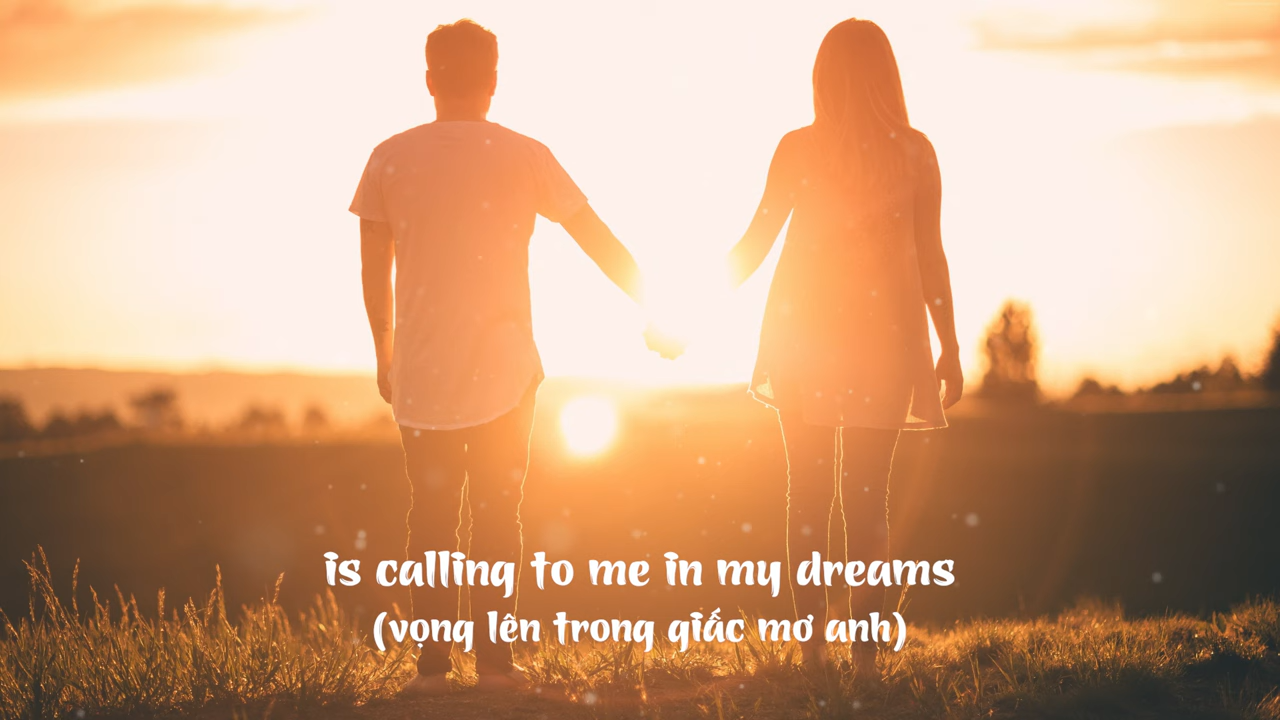 is calling to me in my dreams
(vọng lên trong giấc mơ anh)